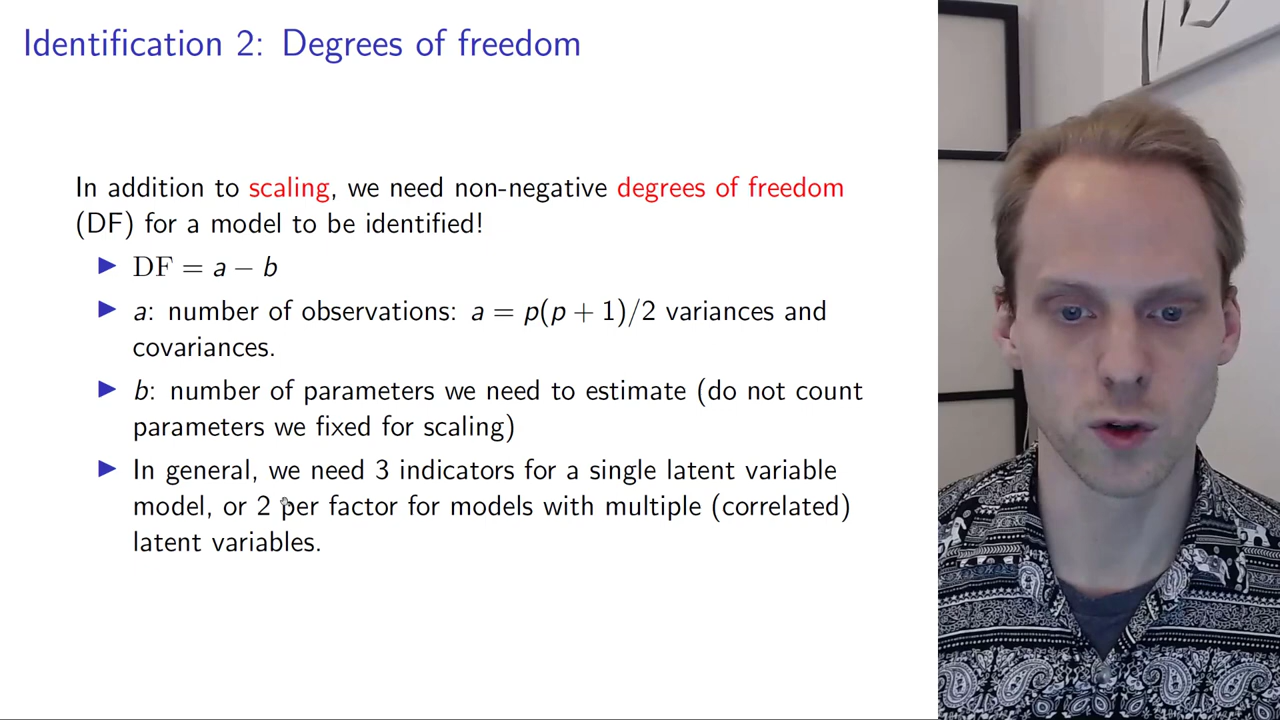 Identification 2: Degrees of freedom
In addition to scaling, we need non-negative degrees of freedom
(DF) for a model to be identified!
▶ DF = a − b
▶ a: number of observations: a = p(p + 1)/2 variances and
covariances.
▶ b: number of parameters we need to estimate (do not count
parameters we fixed for scaling)
▶ In general, we need 3 indicators for a single latent variable
model, or 2 per factor for models with multiple (correlated)
latent variables.